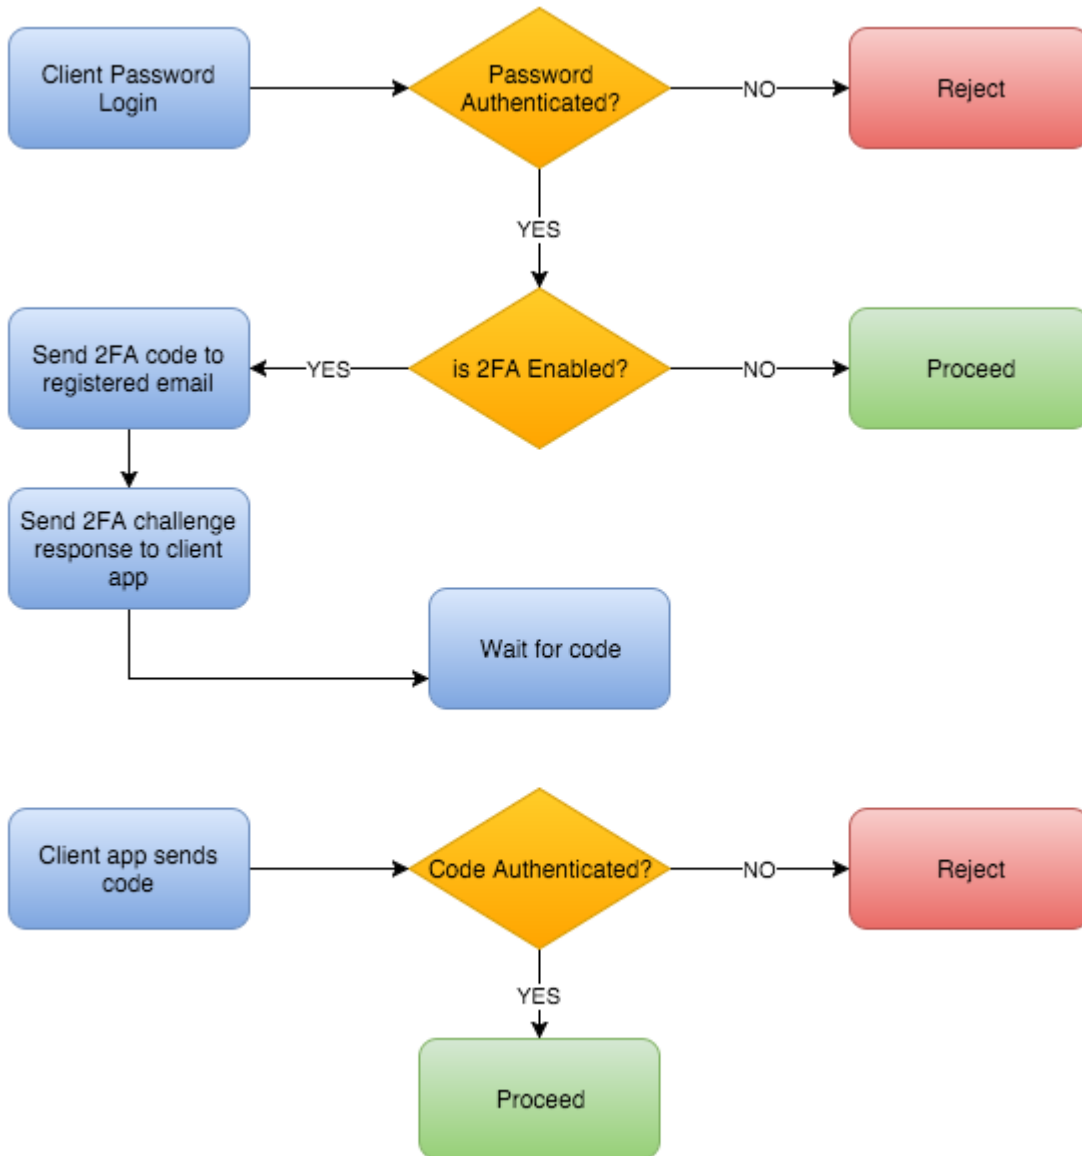 Client Password
Login
Password
Authenticated?
NO
Reject
YES
Send 2FA code to
registered email
YES
is 2FA Enabled?
NO
Proceed
Send 2FA challenge
response to client
app
Wait for code
Client app sends
code
Code Authenticated?
NO
Reject
YES
Proceed